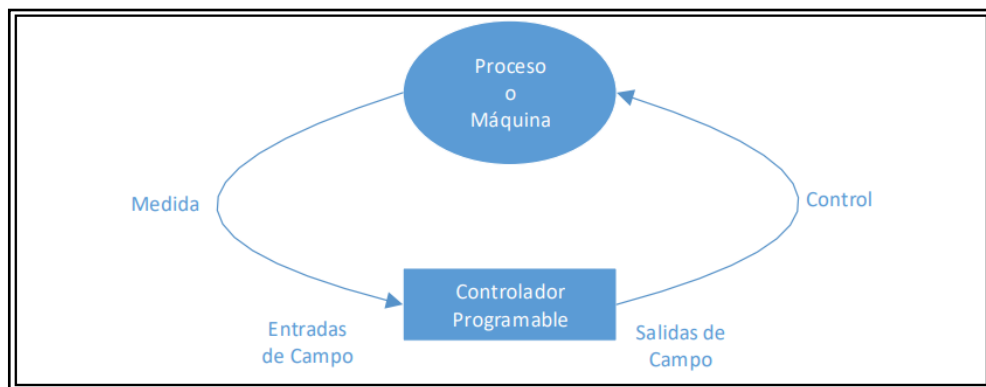 Proceso
o
Máquina
Medida
Control
Controlador
Programable
Entradas
de Campo
Salidas de
Campo